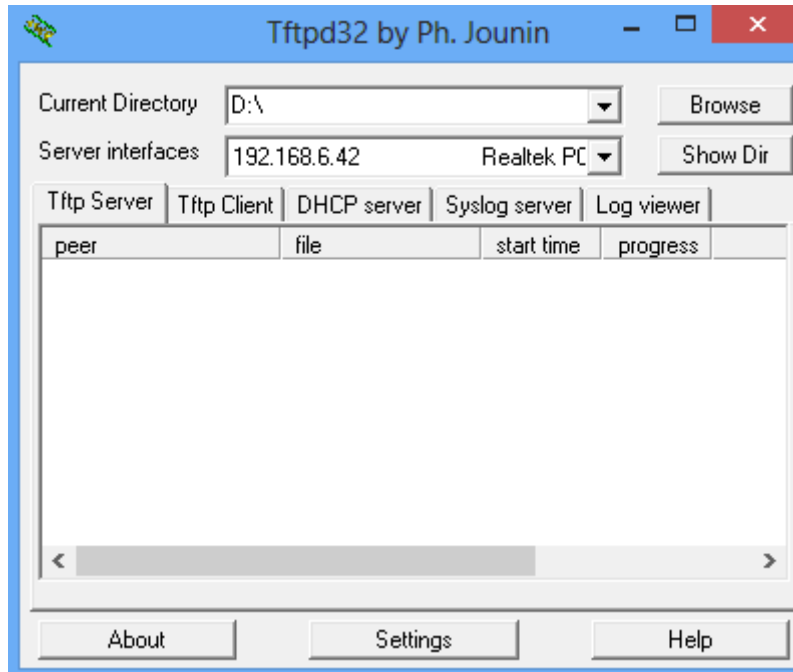 Tftpd32 by Ph. Jounin
Current Directory D:\ Browse
Server interfaces 192.168.6.42 Realtek PC Show Dir
Tftp Server Tftp Client DHCP server Syslog server Log viewer
peer file start time progress
About Settings Help